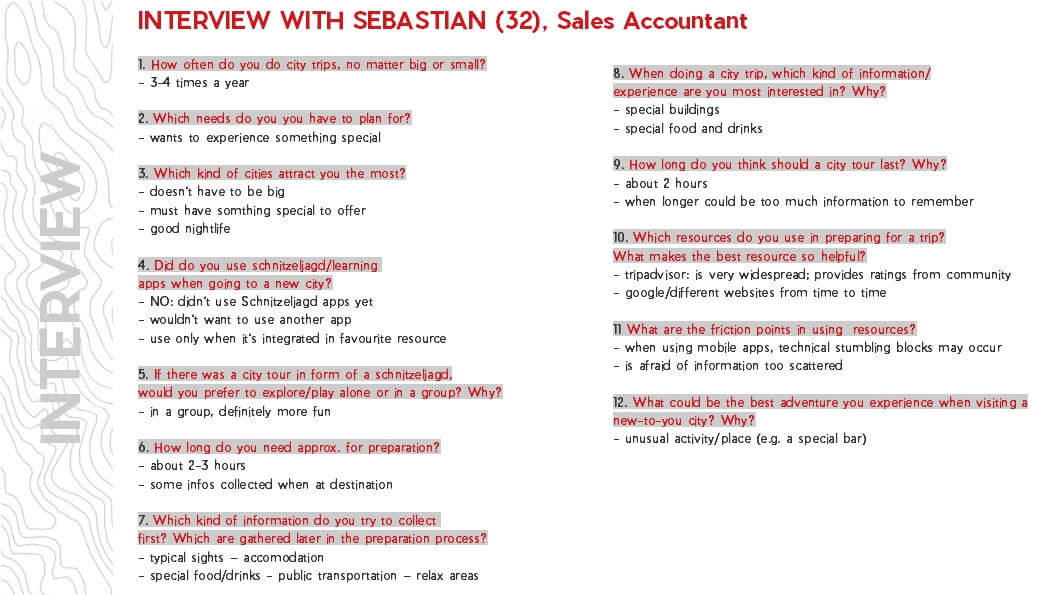 INTERVIEW WITH SEBASTIAN (32), Sales Accountant
INTERVIEW
1. How often do you do city trips, no matter big or small?
- 3-4 times a year
2. Which needs do you you have to plan for?
- wants to experience something special
3. Which kind of cities attract you the most?
- doesn't have to be big
- must have somthing special to offer
- good nightlife
4. Did do you use schnitzeljagd/learning
apps when going to a new city?
- NO: didn't use Schnitzeljagd apps yet
- wouldn't want to use another app
- use only when it's integrated in favourite resource
5. If there was a city tour in form of a schnitzeljagd,
would you prefer to explore/play alone or in a group? Why?
- in a group, definitely more fun
6. How long do you need approx. for preparation?
- about 2-3 hours
- some infos collected when at destination
7. Which kind of information do you try to collect
first? Which are gathered later in the preparation process?
- typical sights – accomodation
- special food/drinks - public transportation – relax areas
8. When doing a city trip, which kind of information/
experience are you most interested in? Why?
- special buildings
- special food and drinks
9. How long do you think should a city tour last? Why?
- about 2 hours
- when longer could be too much information to remember
10. Which resources do you use in preparing for a trip?
What makes the best resource so helpful?
- tripadvisor: is very widespread; provides ratings from community
- google/different websites from time to time
11 What are the friction points in using resources?
- when using mobile apps, technical stumbling blocks may occur
- is afraid of information too scattered
12. What could be the best adventure you experience when visiting a
new-to-you city? Why?
- unusual activity/place (e.g. a special bar)